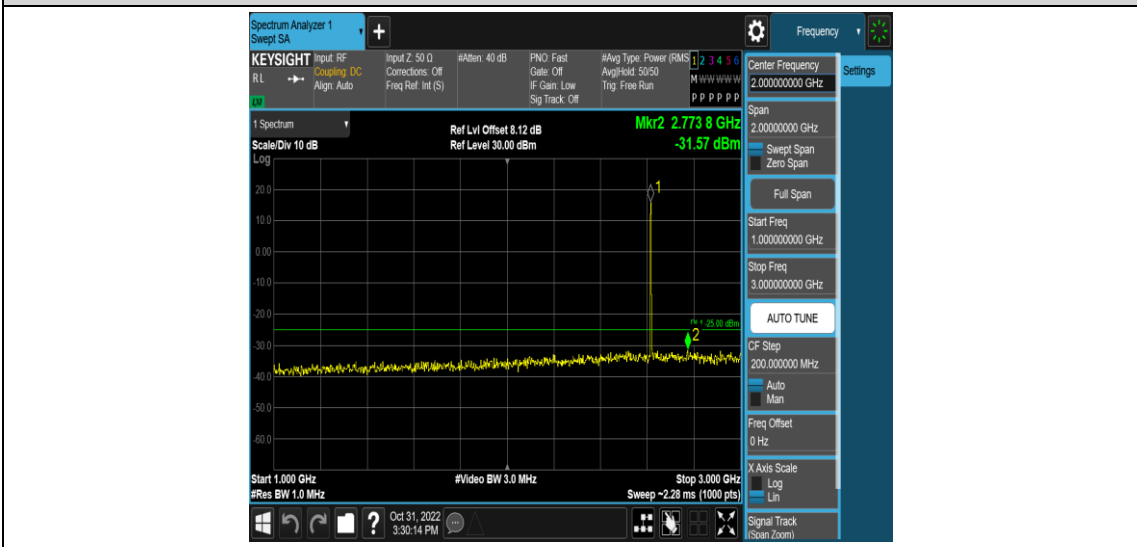 Spectrum Analyzer 1
Swept SA
+
Frequency
KEYSIGHT
Input: RF
Coupling: DC
Align: Auto
RL
LXI
Input Z: 50 Ω
Corrections: Off
Freq Ref: Int (S)
#Atten: 40 dB
PNO: Fast
Gate: Off
IF Gain: Low
Sig Track: Off
#Avg Type: Power (RMS
Avg|Hold: 50/50
Trig: Free Run
1 2 3 4 5 6
M W W W W W
P P P P P P
1 Spectrum
Scale/Div 10 dB
Log
Ref Lvl Offset 8.12 dB
Ref Level 30.00 dBm
Mkr2 2.773 8 GHz
-31.57 dBm
20.0
10.0
0.00
-10.0
-20.0
-30.0
-40.0
-50.0
-60.0
1
-25.00 dBm
2
Start 1.000 GHz
#Res BW 1.0 MHz
#Video BW 3.0 MHz
Stop 3.000 GHz
Sweep ~2.28 ms (1000 pts)
?
Oct 31, 2022
3:30:14 PM
Center Frequency
2.000000000 GHz
Settings
Span
2.00000000 GHz
Swept Span
Zero Span
Full Span
Start Freq
1.000000000 GHz
Stop Freq
3.000000000 GHz
AUTO TUNE
CF Step
200.000000 MHz
Auto
Man
Freq Offset
0 Hz
X Axis Scale
Log
Lin
Signal Track
(Span Zoom)